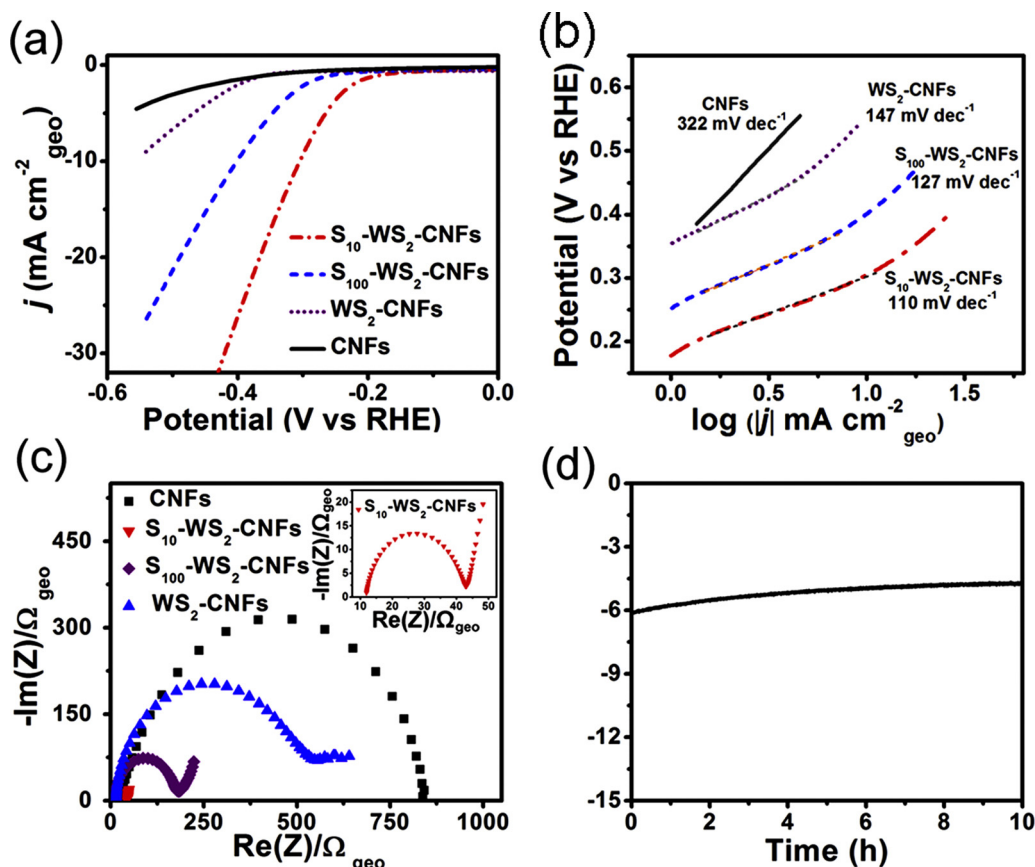 (a)
0
-10
-20
-30
j (mA cm⁻²geo)
S₁₀-WS₂-CNFs
S₁₀₀-WS₂-CNFs
WS₂-CNFs
CNFs
-0.6 -0.4 -0.2 0.0
Potential (V vs RHE)
(b)
0.6
0.5
0.4
0.3
0.2
Potential (V vs RHE)
CNFs
322 mV dec⁻¹
WS₂-CNFs
147 mV dec⁻¹
S₁₀₀-WS₂-CNFs
127 mV dec⁻¹
S₁₀-WS₂-CNFs
110 mV dec⁻¹
0.0 0.5 1.0 1.5
log (|j| mA cm⁻²geo)
(c)
450
300
150
0
-Im(Z)/Ωgeo
CNFs
S₁₀-WS₂-CNFs
S₁₀₀-WS₂-CNFs
WS₂-CNFs
20
15
10
5
0
-Im(Z)/Ωgeo
S₁₀-WS₂-CNFs
10 20 30 40 50
Re(Z)/Ωgeo
0 250 500 750 1000
Re(Z)/Ωgeo
(d)
0
-3
-6
-9
-12
-15
0 2 4 6 8 10
Time (h)